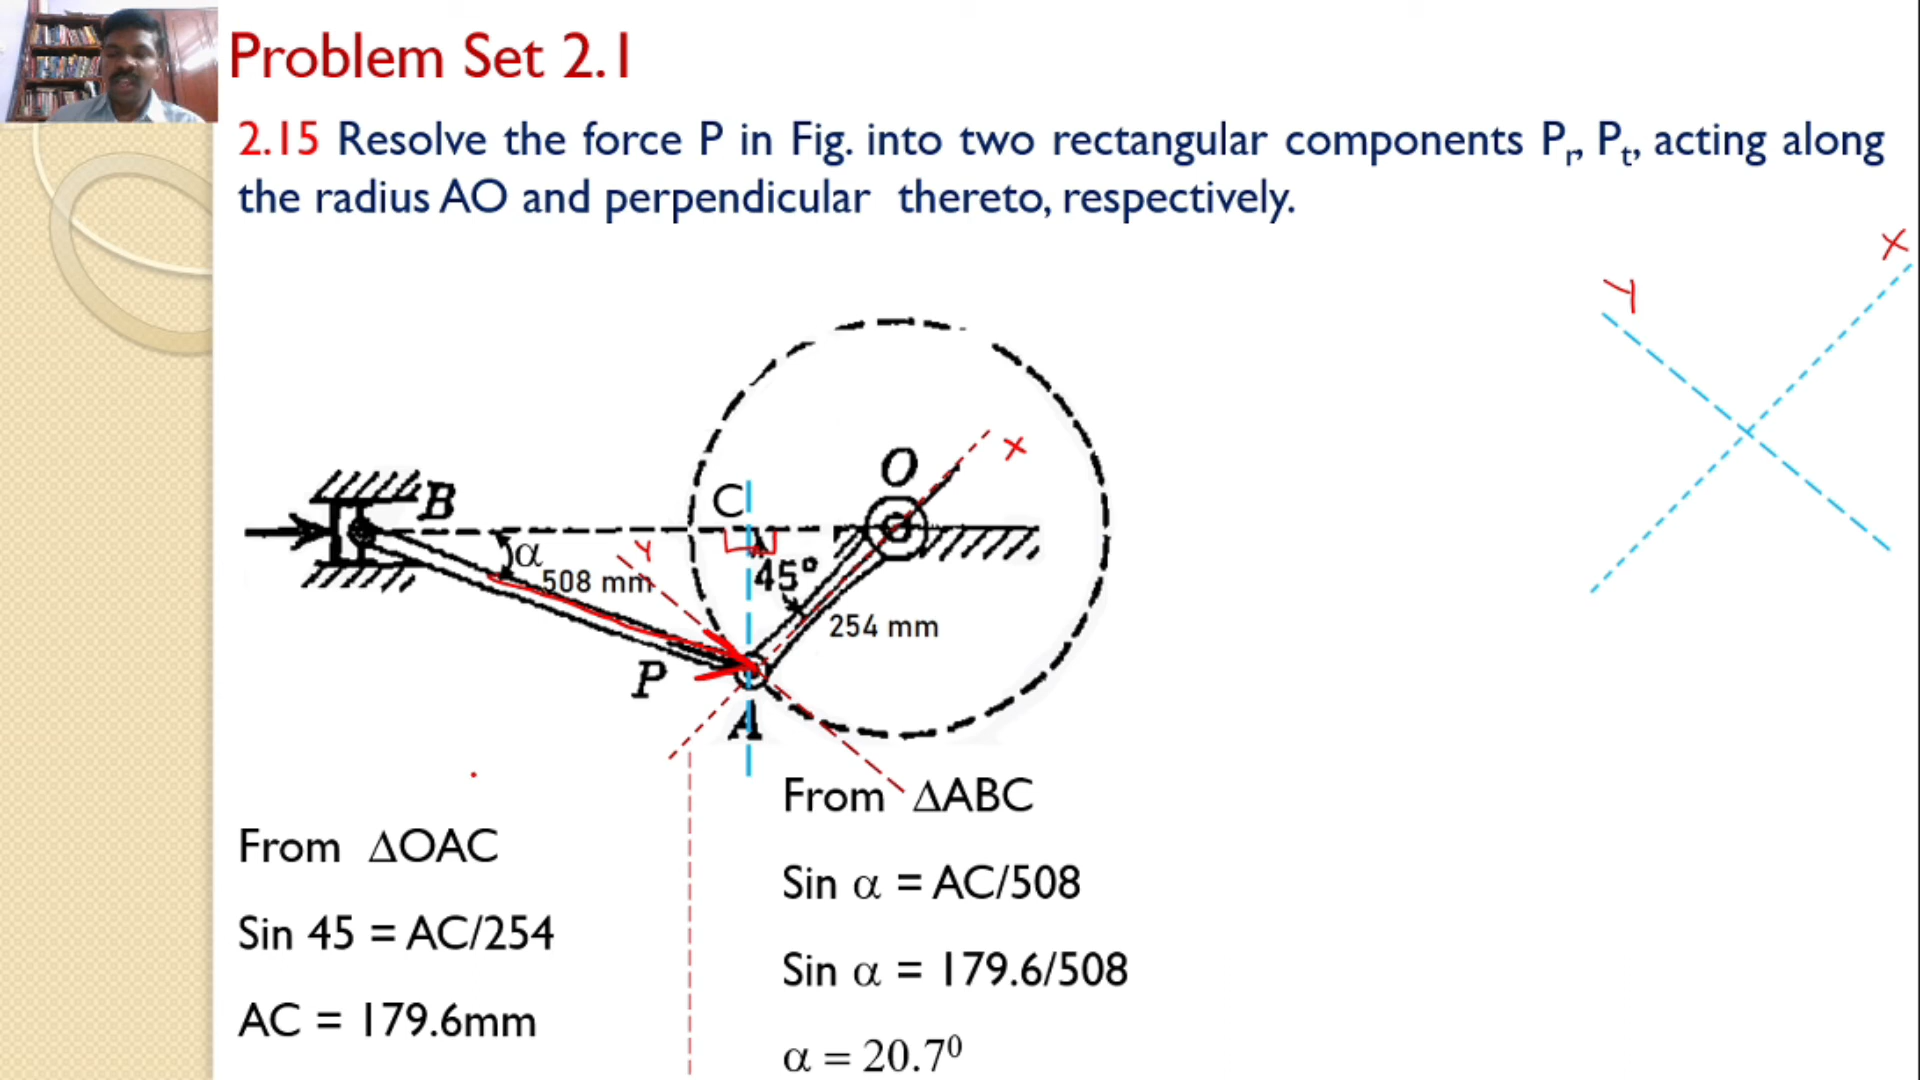 Problem Set 2.1
2.15 Resolve the force P in Fig. into two rectangular components Pr, Pt, acting along
the radius AO and perpendicular thereto, respectively.
X
Y
O
X
B
C
α
Y
45°
508 mm
254 mm
P
A
From ΔABC
From ΔOAC
Sin α = AC/508
Sin 45 = AC/254
Sin α = 179.6/508
AC = 179.6mm
α = 20.7⁰